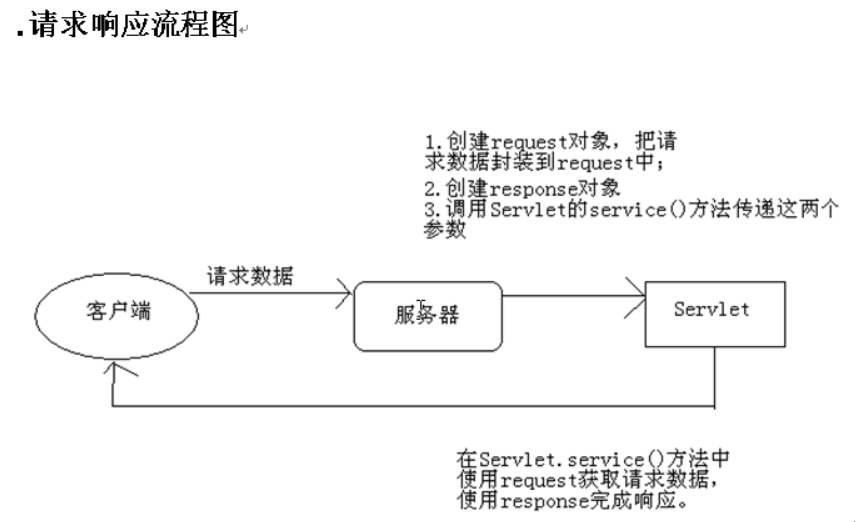 .请求响应流程图
1.创建request对象，把请
求数据封装到request中；
2.创建response对象
3.调用Servlet的service()方法传递这两个
参数
请求数据
客户端
服务器
Servlet
在Servlet.service()方法中
使用request获取请求数据，
使用response完成响应。